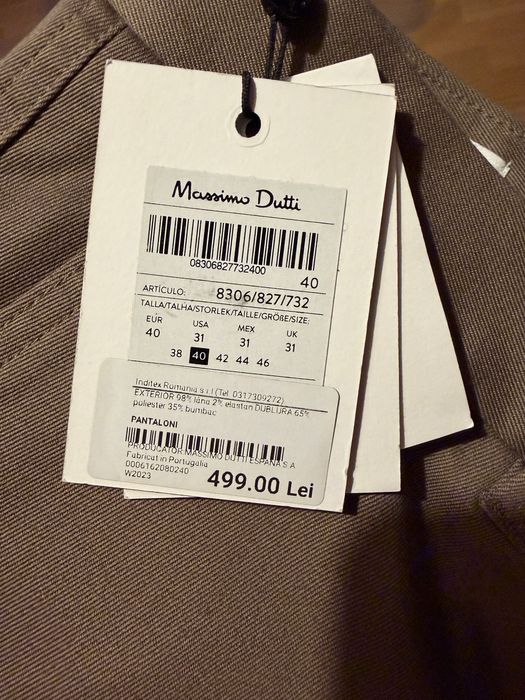 Massimo Dutti
08306827732400
40
ARTÍCULO: 8306/827/732
TALLA/TALHA/STORLEK/TAILLE/GRÖßE/SIZE:
EUR USA MEX UK
40 31 31 31
38 40 42 44 46
Inditex Romania s.r.l (Tel. 0317309272)
EXTERIOR 98% lâna 2% elastan DUBLURA 65%
poliester 35% bumbac
PANTALONI
PRODUCATOR MASSIMO DUTTI ESPANA S.A
Fabricat in Portugalia
0006162080240
W2023
499.00 Lei